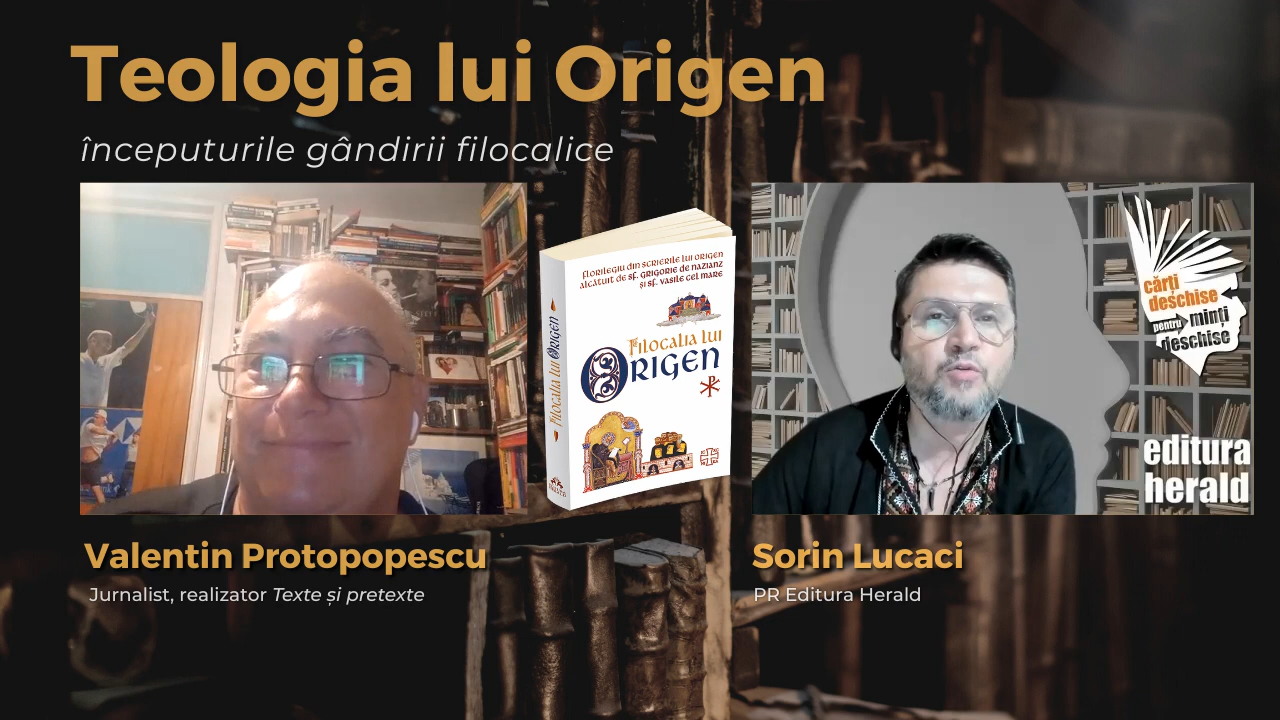 Teologia lui Origen
începuturile gândirii filocalice
florilegiu din scrierile lui origen
alcătuit de sf. grigorie de nazianz
și sf. vasile cel mare
Filocalia lui
Origen
Filocalia lui Origen
cărți
deschise
pentru minți
deschise
editura
herald
Valentin Protopopescu
Jurnalist, realizator Texte și pretexte
Sorin Lucaci
PR Editura Herald